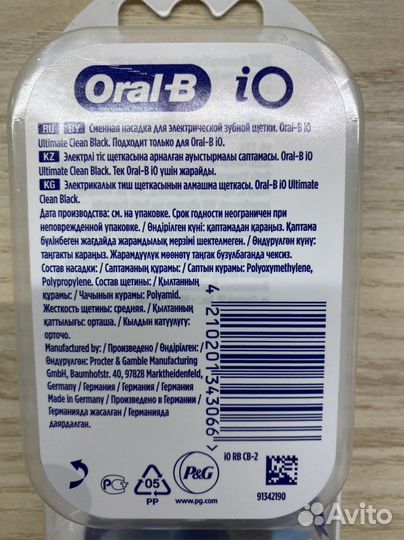 Oral-B iO
RU BY Сменная насадка для электрической зубной щетки. Oral-B iO
Ultimate Clean Black. Подходит только для Oral-B iO.
KZ Электрлі тіс щеткасына арналған ауыстырмалы саптамасы. Oral-B iO
Ultimate Clean Black. Тек Oral-B iO үшін жарайды.
KG Электрикалык тиш щеткасынын алмашма щеткасы. Oral-B iO Ultimate
Clean Black.
Дата производства: см. на упаковке. Срок годности неограничен при
неповрежденной упаковке. / Өндірілген күні: қаптамадан қараңыз. Қаптама
бүлінбеген жағдайда жарамдылық мерзімі шектелмеген. / Өндүрүлгөн күнү:
таңгакты караңыз. Жарамдуулук мөөнөтү таңгак бузулбаганда чексиз.
Состав насадки: / Саптаманың құрамы: / Саптын курамы: Polyoxymethylene,
Polypropylene. Состав щетины: / Қылтанның
құрамы: / Чачынын курамы: Polyamid.
Жесткость щетины: средняя. / Қылтанның
қаттылығы: орташа. / Кылдын катуулугу:
орточо.
Manufactured by: / Произведено / Өндірілген:
Өндүрүлгөн: Procter & Gamble Manufacturing
GmbH, Baumhofstr. 40, 97828 Marktheidenfeld,
Germany / Германия / Германия / Германия
Made in Germany / Произведено в Германии /
Германияда жасалған / Германияда
даярдалган.
4 210201 343066
iO RB CB-2
05
PP
P&G
www.pg.com
91342190
Avito